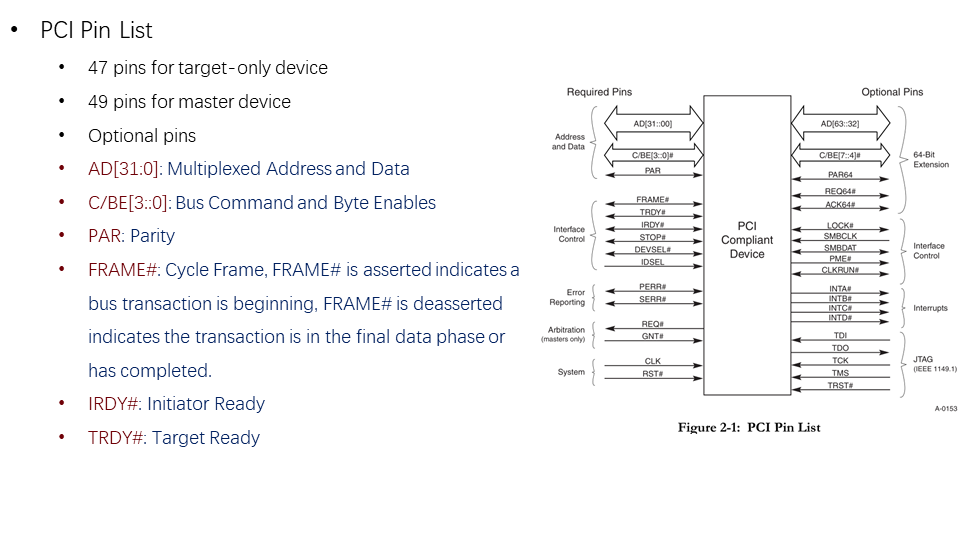 • PCI Pin List
• 47 pins for target-only device
• 49 pins for master device
• Optional pins
• AD[31:0]: Multiplexed Address and Data
• C/BE[3::0]: Bus Command and Byte Enables
• PAR: Parity
• FRAME#: Cycle Frame, FRAME# is asserted indicates a
bus transaction is beginning, FRAME# is deasserted
indicates the transaction is in the final data phase or
has completed.
• IRDY#: Initiator Ready
• TRDY#: Target Ready
Required Pins
Optional Pins
Address
and Data
AD[31::00]
C/BE[3::0]#
PAR
Interface
Control
FRAME#
TRDY#
IRDY#
STOP#
DEVSEL#
IDSEL
Error
Reporting
PERR#
SERR#
Arbitration
(masters only)
REQ#
GNT#
System
CLK
RST#
PCI
Compliant
Device
AD[63::32]
C/BE[7::4]#
PAR64
REQ64#
ACK64#
64-Bit
Extension
LOCK#
SMBCLK
SMBDAT
PME#
CLKRUN#
Interface
Control
INTA#
INTB#
INTC#
INTD#
Interrupts
TDI
TDO
TCK
TMS
TRST#
JTAG
(IEEE 1149.1)
A-0153
Figure 2-1: PCI Pin List